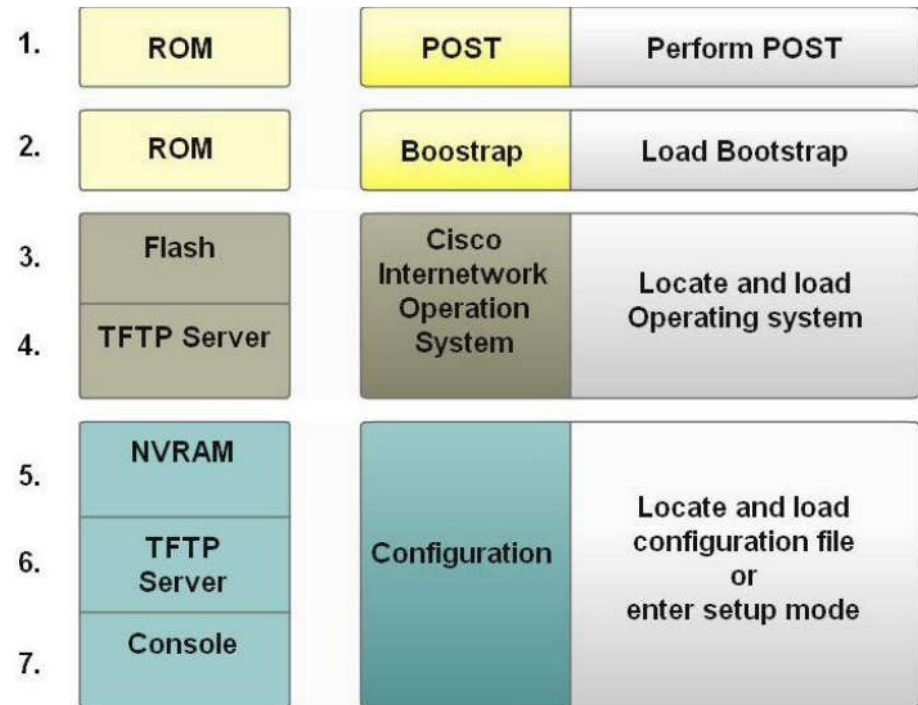 1.
ROM
POST
Perform POST
2.
ROM
Boostrap
Load Bootstrap
3.
Flash
4.
TFTP Server
Cisco
Internetwork
Operation
System
Locate and load
Operating system
5.
NVRAM
6.
TFTP
Server
7.
Console
Configuration
Locate and load
configuration file
or
enter setup mode